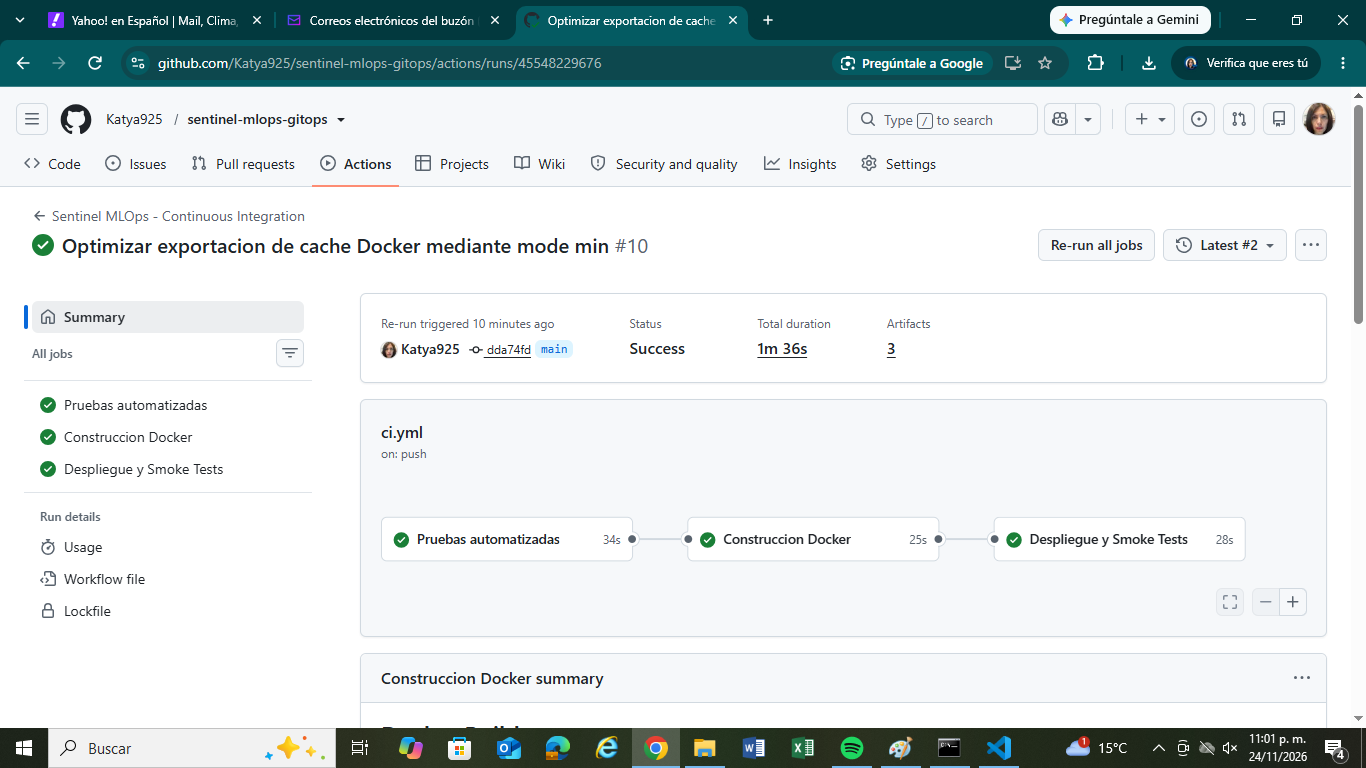 Yahoo! en Español | Mail, Clima,
Correos electrónicos del buzón
Optimizar exportacion de cache
Pregúntale a Gemini
github.com/Katya925/sentinel-mlops-gitops/actions/runs/45548229676
Pregúntale a Google
Verifica que eres tú
Katya925 / sentinel-mlops-gitops
Type / to search
Code
Issues
Pull requests
Actions
Projects
Wiki
Security and quality
Insights
Settings
Sentinel MLOps - Continuous Integration
Optimizar exportacion de cache Docker mediante mode min #10
Re-run all jobs
Latest #2
Summary
All jobs
Pruebas automatizadas
Construccion Docker
Despliegue y Smoke Tests
Run details
Usage
Workflow file
Lockfile
Re-run triggered 10 minutes ago
Katya925 dda74fd main
Status
Success
Total duration
1m 36s
Artifacts
3
ci.yml
on: push
Pruebas automatizadas 34s
Construccion Docker 25s
Despliegue y Smoke Tests 28s
Construccion Docker summary
Buscar
15°C
11:01 p. m.
24/11/2026
4